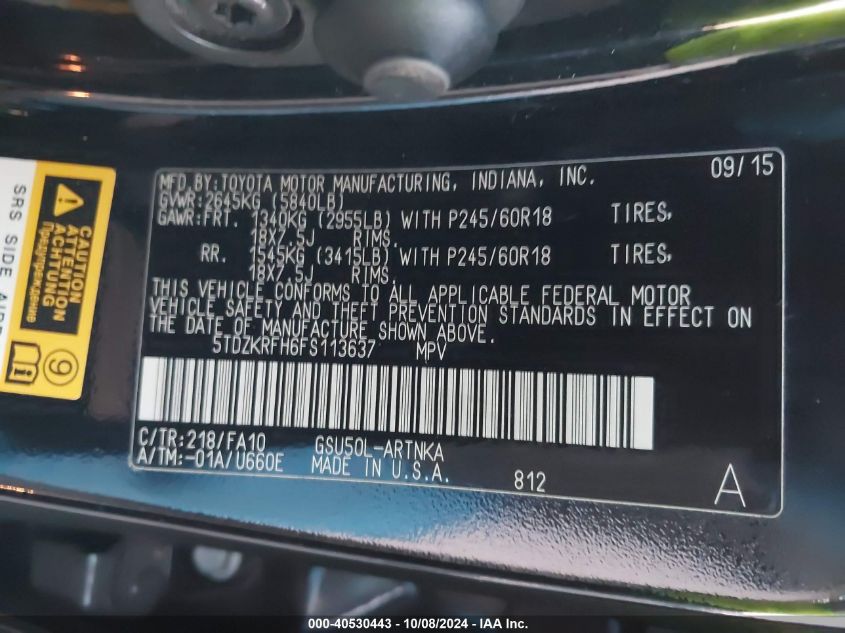 MFD.BY:TOYOTA MOTOR MANUFACTURING, INDIANA, INC. 09/15
GVWR:2645KG (5840LB)
GAWR:FRT. 1340KG (2955LB) WITH P245/60R18 TIRES,
18X7.5J RIMS.
RR. 1545KG (3415LB) WITH P245/60R18 TIRES,
18X7.5J RIMS.
THIS VEHICLE CONFORMS TO ALL APPLICABLE FEDERAL MOTOR
VEHICLE SAFETY AND THEFT PREVENTION STANDARDS IN EFFECT ON
THE DATE OF MANUFACTURE SHOWN ABOVE.
5TDZKRFH6FS113637 MPV
C/TR:218/FA10 GSU50L-ARTNKA
A/TM:-01A/U660E MADE IN U.S.A. 812 A
CAUTION
ATTENTION
ACHTUNG
Предупреждение
SRS SIDE
9
000-40530443 - 10/08/2024 - IAA Inc.